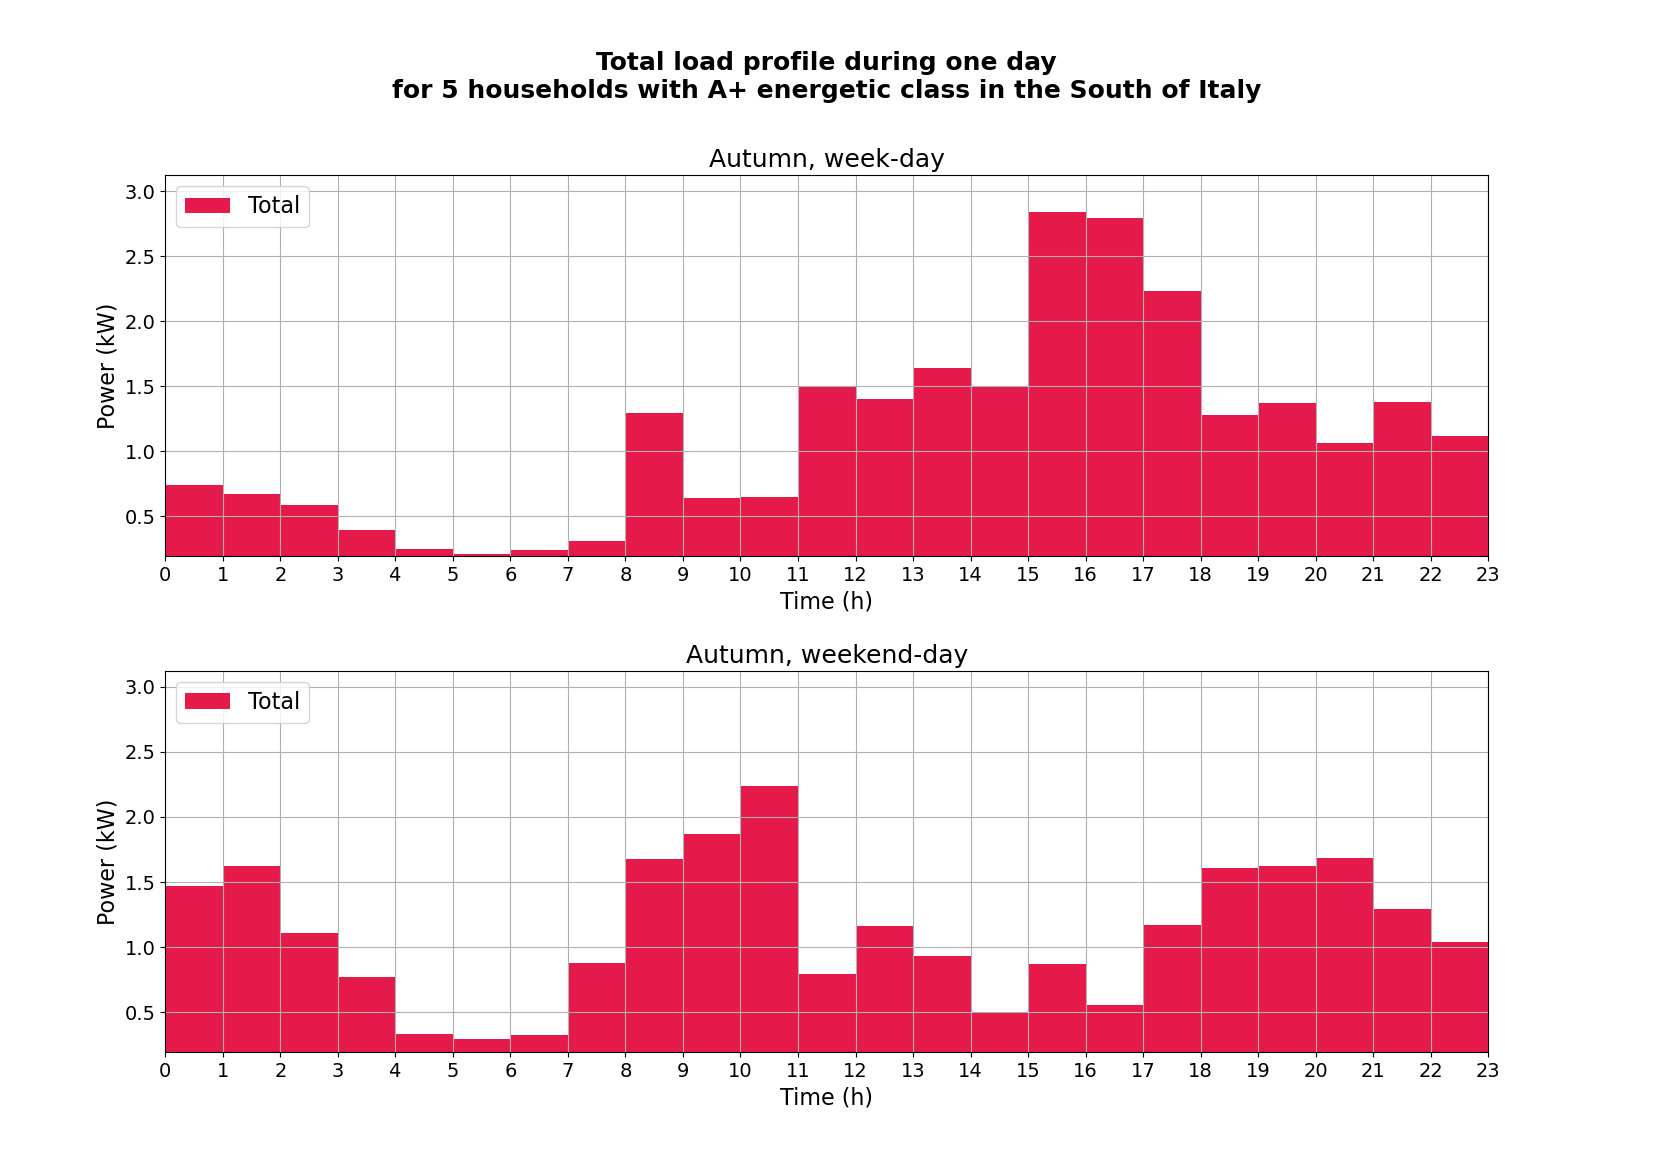 Total load profile during one day
for 5 households with A+ energetic class in the South of Italy
Autumn, week-day
Total
Power (kW)
3.0
2.5
2.0
1.5
1.0
0.5
0 1 2 3 4 5 6 7 8 9 10 11 12 13 14 15 16 17 18 19 20 21 22 23
Time (h)
Autumn, weekend-day
Total
Power (kW)
3.0
2.5
2.0
1.5
1.0
0.5
0 1 2 3 4 5 6 7 8 9 10 11 12 13 14 15 16 17 18 19 20 21 22 23
Time (h)